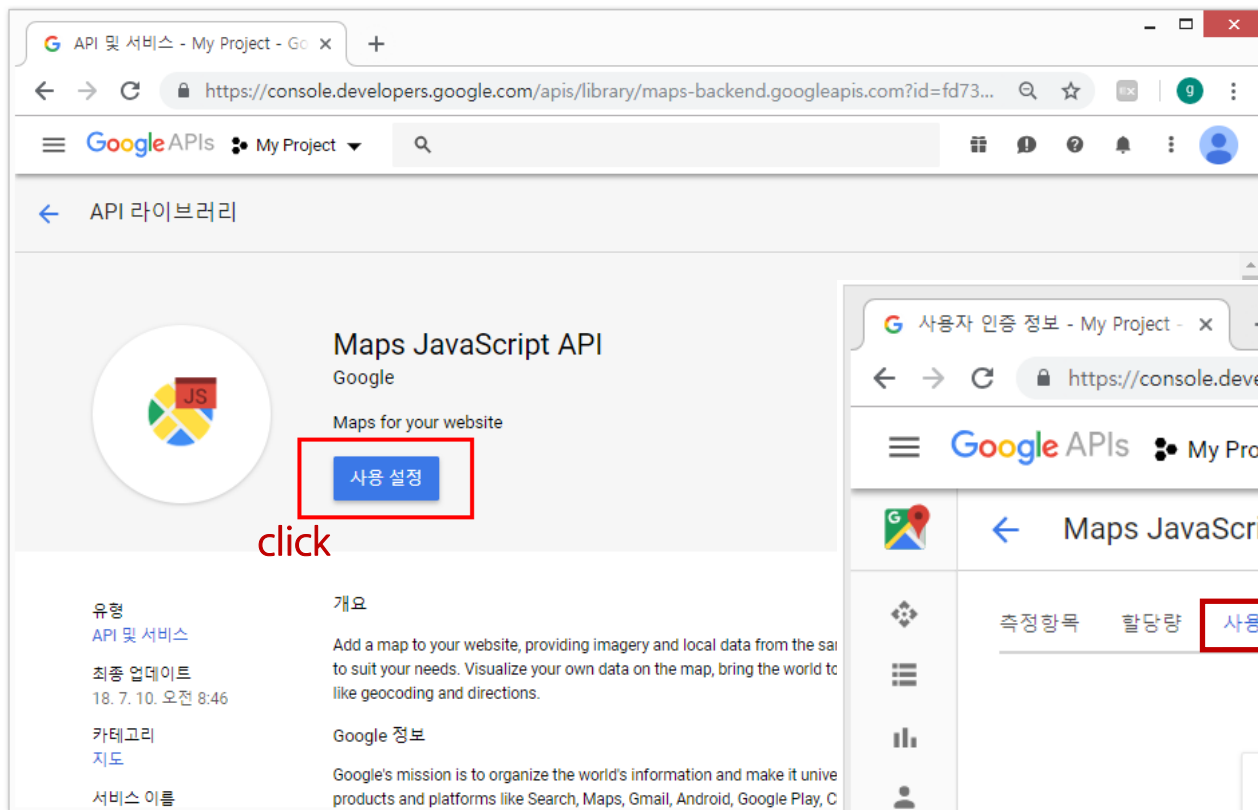 API 및 서비스 - My Project - Go
https://console.developers.google.com/apis/library/maps-backend.googleapis.com?id=fd73...
EX
g
Google APIs My Project
API 라이브러리
JS
Maps JavaScript API
Google
Maps for your website
사용 설정
click
유형
API 및 서비스
최종 업데이트
18. 7. 10. 오전 8:46
카테고리
지도
서비스 이름
개요
Add a map to your website, providing imagery and local data from the sa
to suit your needs. Visualize your own data on the map, bring the world to
like geocoding and directions.
Google 정보
Google's mission is to organize the world's information and make it unive
products and platforms like Search, Maps, Gmail, Android, Google Play, C
사용자 인증 정보 - My Project -
https://console.deve
Google APIs My Pro
G
Maps JavaScri
측정항목 할당량 사용